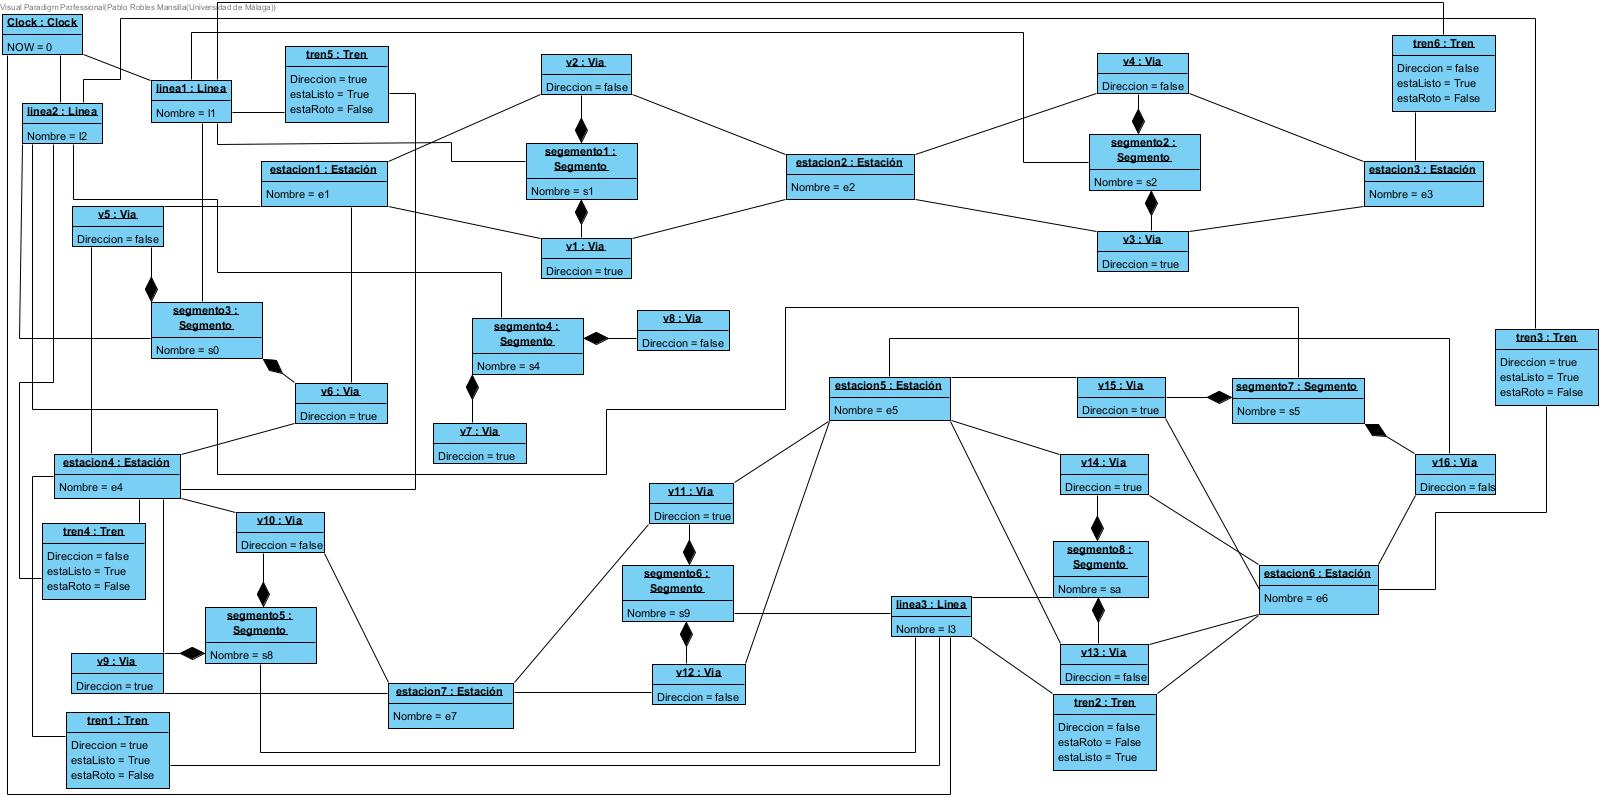 Visual Paradigm Professional(Pablo Robles Mansilla(Universidad de Málaga))
Clock : Clock
NOW = 0
linea2 : Linea
Nombre = l2
linea1 : Linea
Nombre = l1
tren5 : Tren
Direccion = true
estaListo = True
estaRoto = False
v2 : Via
Direccion = false
v4 : Via
Direccion = false
tren6 : Tren
Direccion = false
estaListo = True
estaRoto = False
estacion1 : Estación
Nombre = e1
segemento1 :
Segmento
Nombre = s1
estacion2 : Estación
Nombre = e2
segmento2 :
Segmento
Nombre = s2
estacion3 : Estación
Nombre = e3
v5 : Via
Direccion = false
v1 : Via
Direccion = true
v3 : Via
Direccion = true
segmento3 :
Segmento
Nombre = s0
segmento4 :
Segmento
Nombre = s4
v8 : Via
Direccion = false
tren3 : Tren
Direccion = true
estaListo = True
estaRoto = False
v6 : Via
Direccion = true
v7 : Via
Direccion = true
estacion5 : Estación
Nombre = e5
v15 : Via
Direccion = true
segmento7 : Segmento
Nombre = s5
estacion4 : Estación
Nombre = e4
v14 : Via
Direccion = true
v16 : Via
Direccion = fals
v11 : Via
Direccion = true
tren4 : Tren
Direccion = false
estaListo = True
estaRoto = False
v10 : Via
Direccion = false
segmento6 :
Segmento
Nombre = s9
segmento8 :
Segmento
Nombre = sa
estacion6 : Estación
Nombre = e6
segmento5 :
Segmento
Nombre = s8
linea3 : Linea
Nombre = l3
v9 : Via
Direccion = true
v12 : Via
Direccion = false
v13 : Via
Direccion = false
estacion7 : Estación
Nombre = e7
tren1 : Tren
Direccion = true
estaListo = True
estaRoto = False
tren2 : Tren
Direccion = false
estaRoto = False
estaListo = True